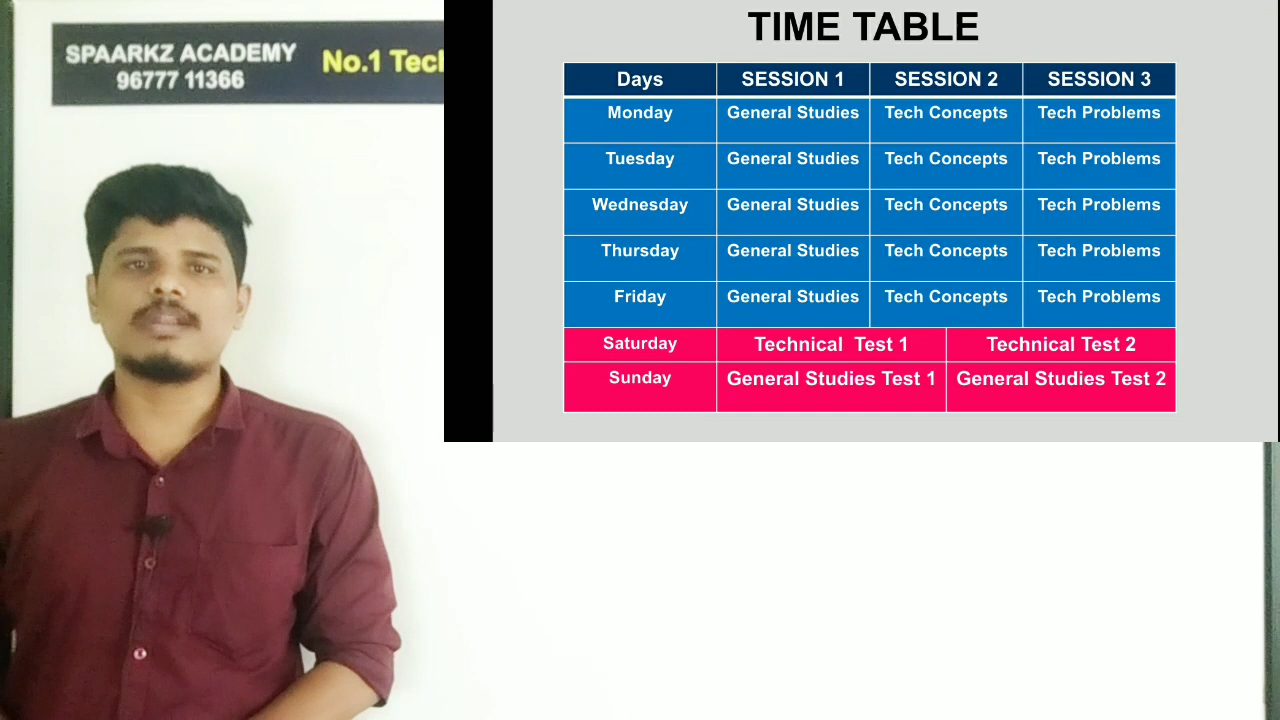 SPAARKZ ACADEMY
96777 11366
No.1
TIME TABLE
Days SESSION 1 SESSION 2 SESSION 3
Monday General Studies Tech Concepts Tech Problems
Tuesday General Studies Tech Concepts Tech Problems
Wednesday General Studies Tech Concepts Tech Problems
Thursday General Studies Tech Concepts Tech Problems
Friday General Studies Tech Concepts Tech Problems
Saturday Technical Test 1 Technical Test 2
Sunday General Studies Test 1 General Studies Test 2